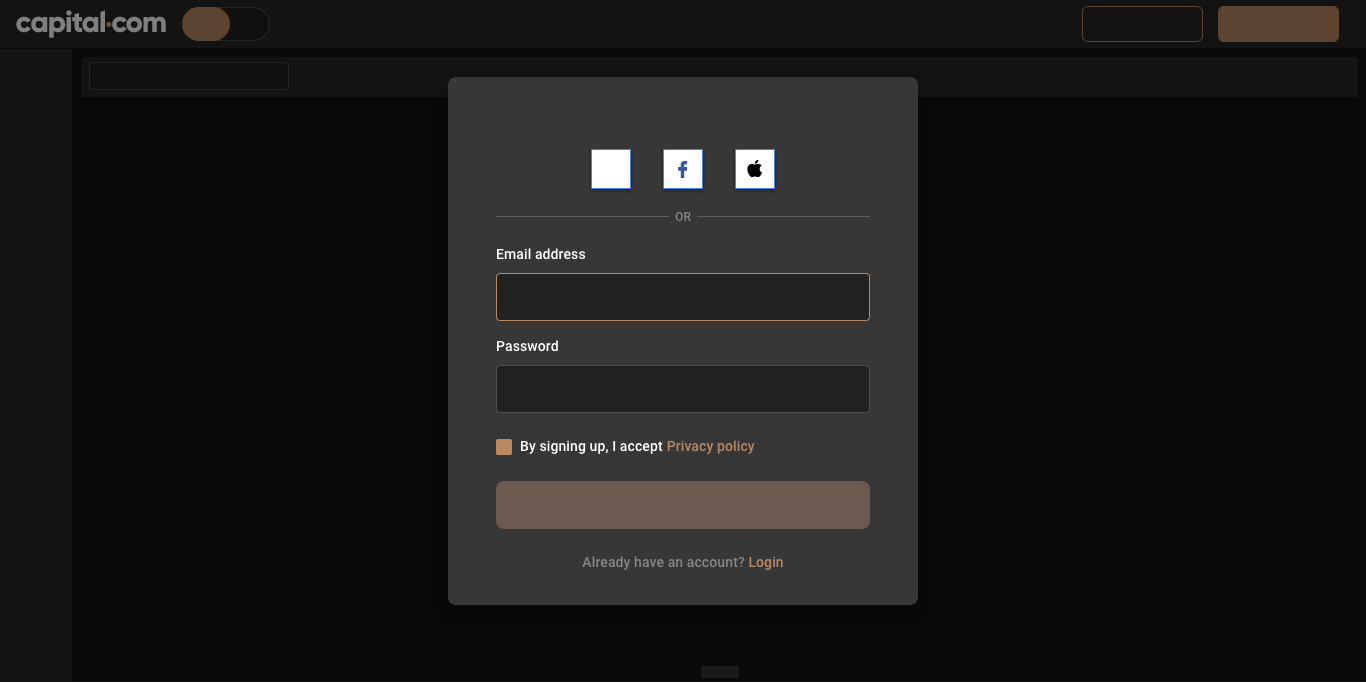 capital.com
OR
Email address
Password
By signing up, I accept Privacy policy
Already have an account? Login